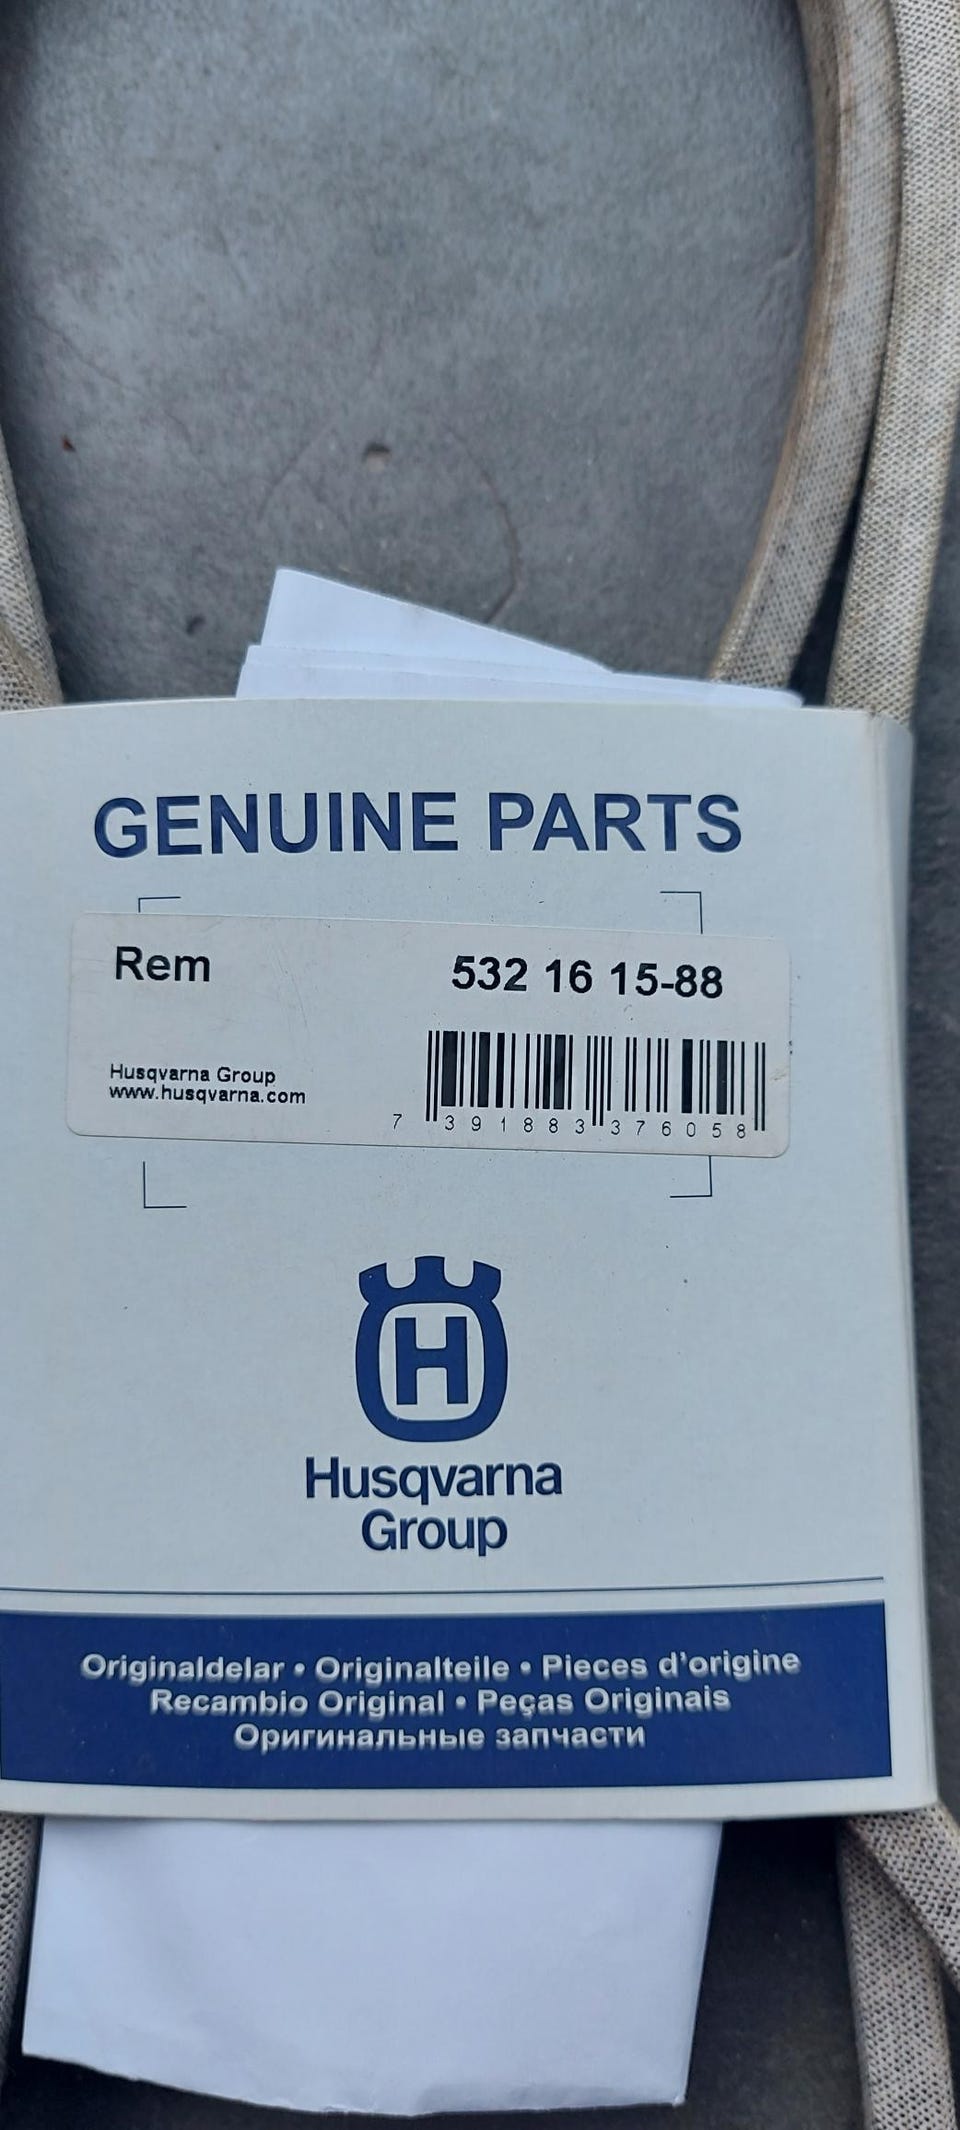 GENUINE PARTS
Rem 532 16 15-88
Husqvarna Group
www.husqvarna.com
7 391883 376058
H
Husqvarna
Group
Originaldelar • Originalteile • Pieces d'origine
Recambio Original • Peças Originais
Оригинальные запчасти